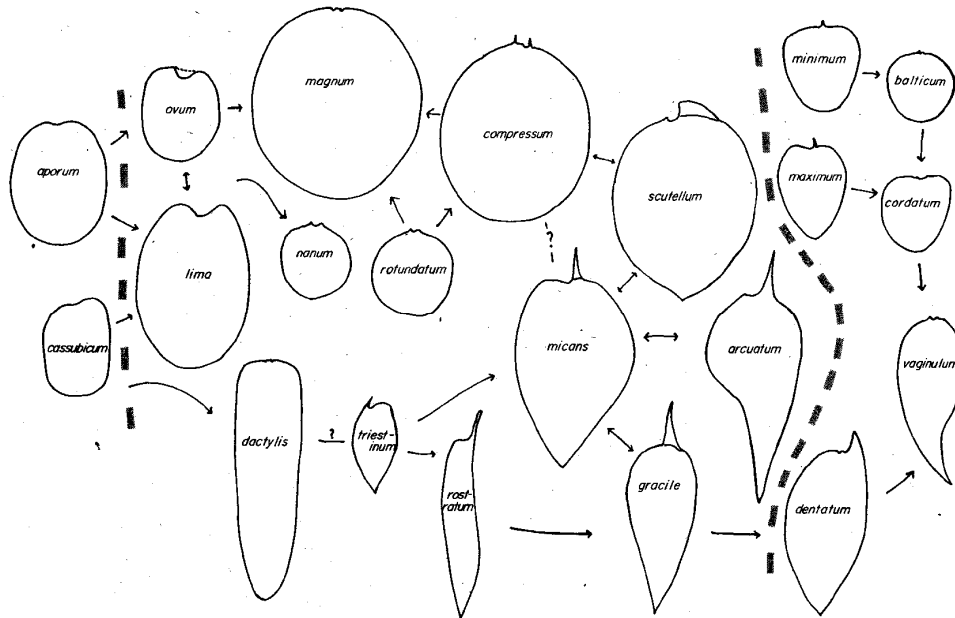 minimum
balticum
magnum
ovum
compressum
aporum
maximum
scutellum
cordatum
nanum
rotundatum
lima
?
cassubicum
micans
arcuatum
vaginulum
triest-
inum
dactylis
?
gracile
rost-
ratum
dentatum